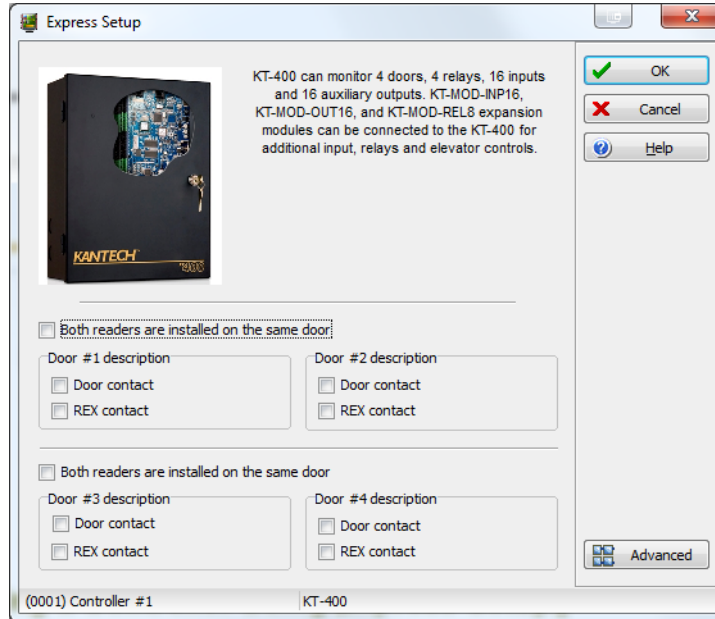 Express Setup
KT-400 can monitor 4 doors, 4 relays, 16 inputs
and 16 auxiliary outputs. KT-MOD-INP16,
KT-MOD-OUT16, and KT-MOD-REL8 expansion
modules can be connected to the KT-400 for
additional input, relays and elevator controls.
OK
Cancel
Help
KANTECH
400
Both readers are installed on the same door
Door #1 description
Door contact
REX contact
Door #2 description
Door contact
REX contact
Both readers are installed on the same door
Door #3 description
Door contact
REX contact
Door #4 description
Door contact
REX contact
Advanced
(0001) Controller #1
KT-400